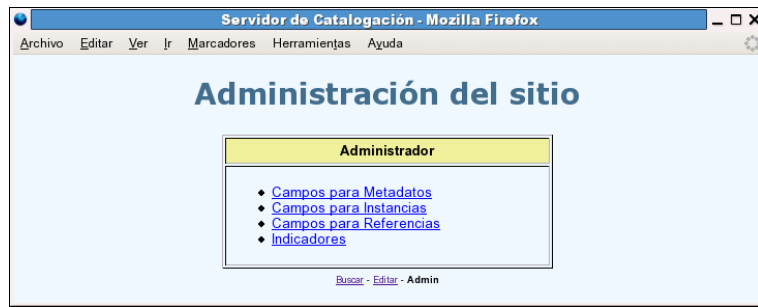 Servidor de Catalogación - Mozilla Firefox
Archivo Editar Ver Ir Marcadores Herramientas Ayuda
Administración del sitio
Administrador
Campos para Metadatos
Campos para Instancias
Campos para Referencias
Indicadores
Buscar - Editar - Admin